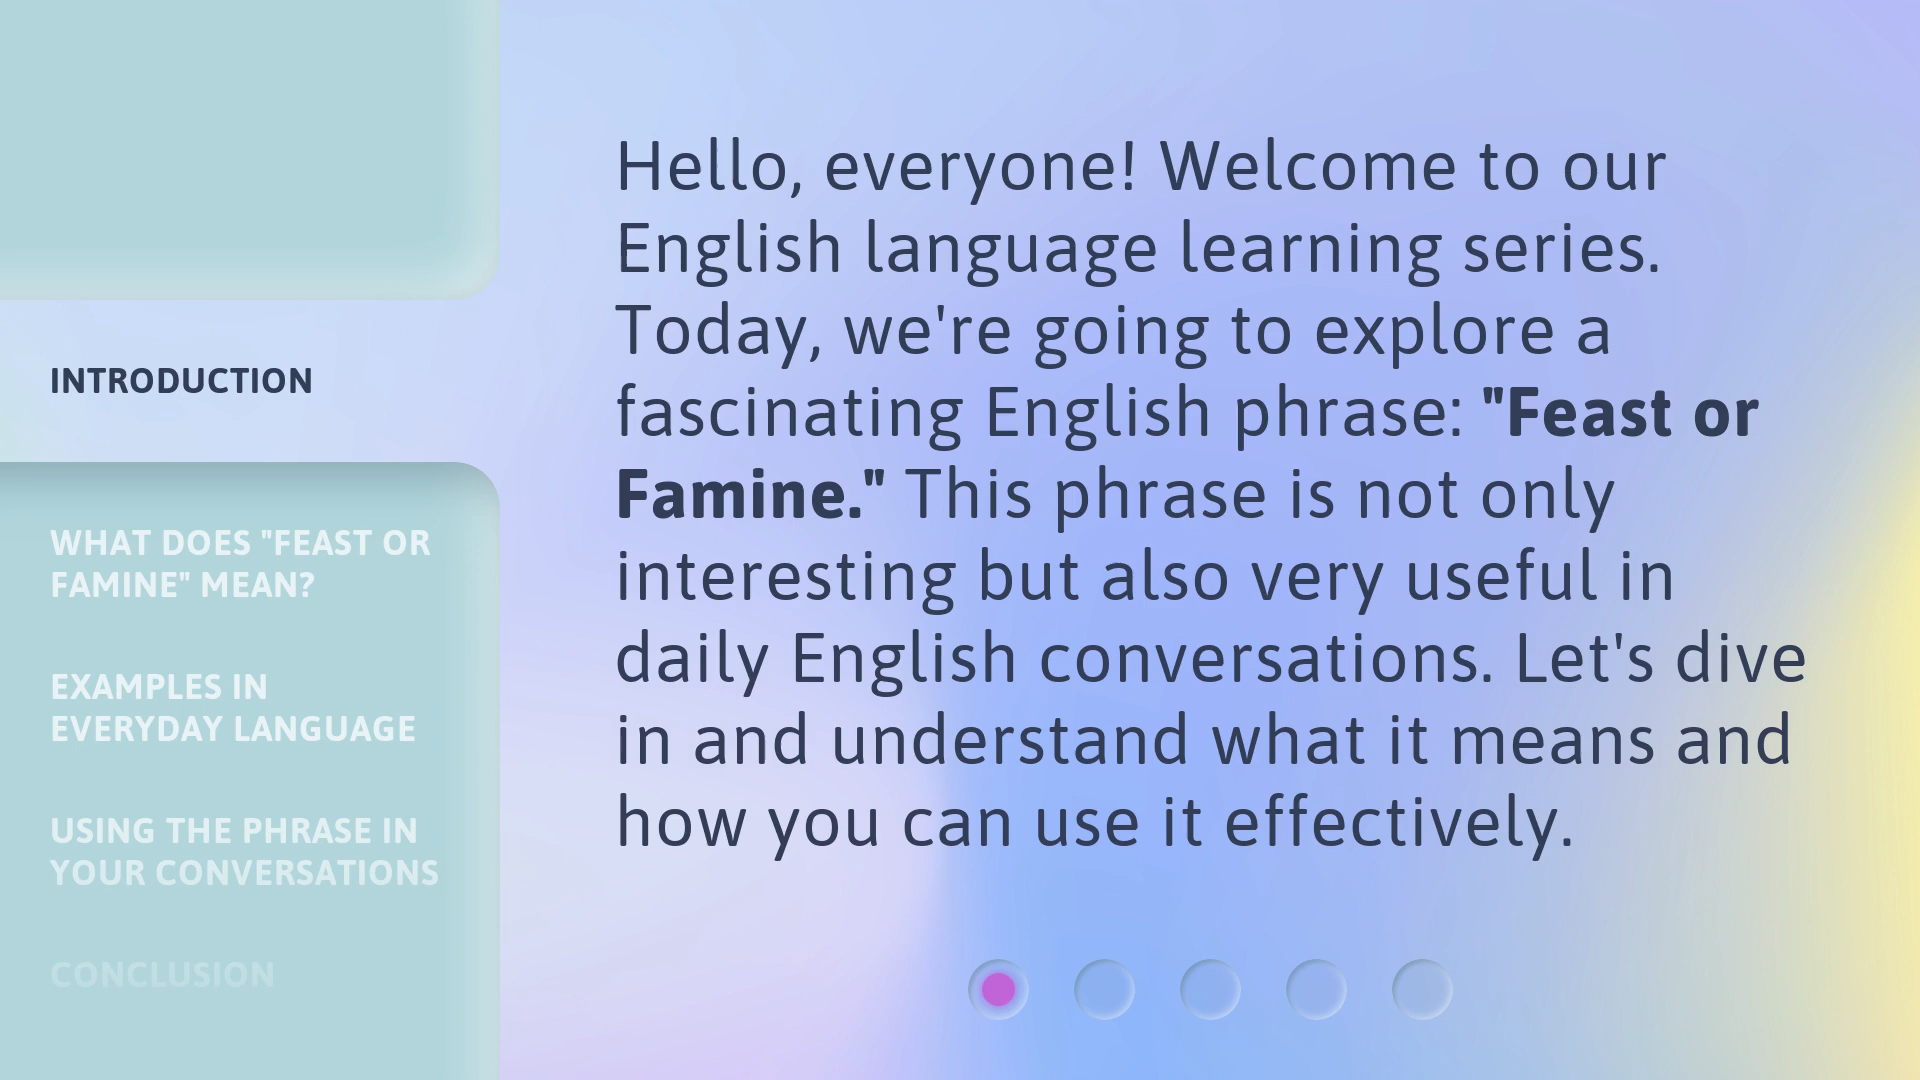 INTRODUCTION
WHAT DOES "FEAST OR
FAMINE" MEAN?
EXAMPLES IN
EVERYDAY LANGUAGE
USING THE PHRASE IN
YOUR CONVERSATIONS
CONCLUSION
Hello, everyone! Welcome to our
English language learning series.
Today, we're going to explore a
fascinating English phrase: "Feast or
Famine." This phrase is not only
interesting but also very useful in
daily English conversations. Let's dive
in and understand what it means and
how you can use it effectively.